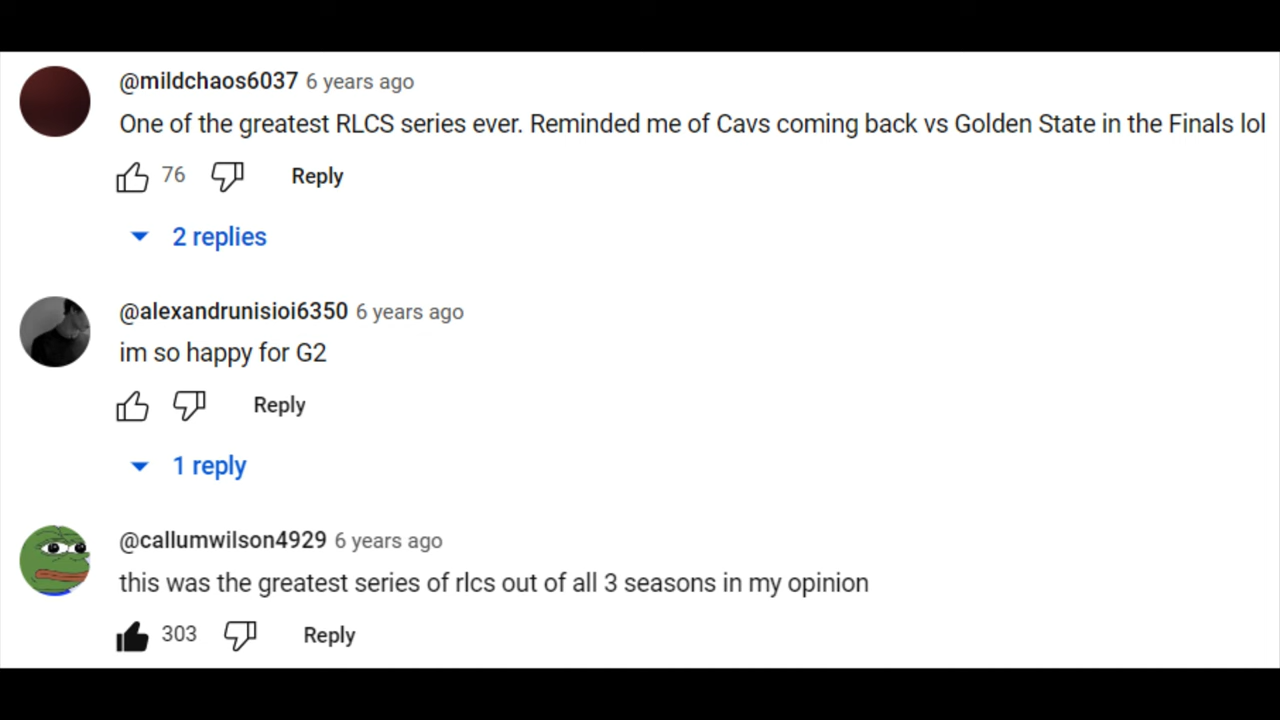 @mildchaos6037 6 years ago
One of the greatest RLCS series ever. Reminded me of Cavs coming back vs Golden State in the Finals lol
76 Reply
2 replies
@alexandrunisioi6350 6 years ago
im so happy for G2
Reply
1 reply
@callumwilson4929 6 years ago
this was the greatest series of rlcs out of all 3 seasons in my opinion
303 Reply